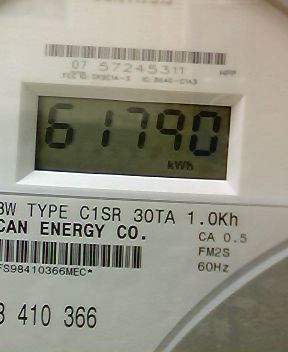 07 57245311
61790
kWh
3W TYPE C1SR 30TA 1.0Kh
CAN ENERGY CO.
CA 0.5
FM2S
60Hz
FS98410366MEC*
410 366